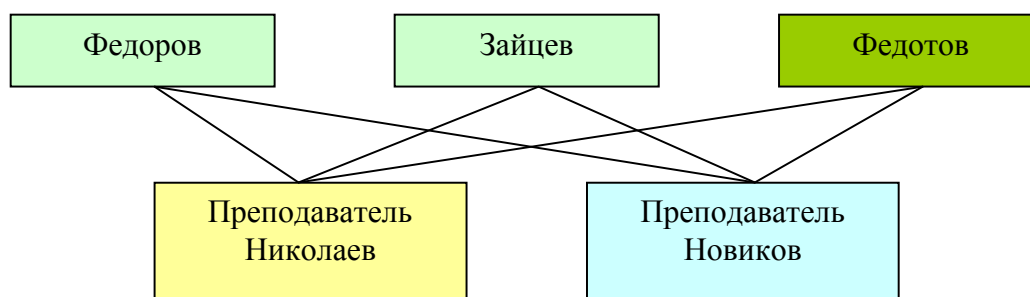 Федоров
Зайцев
Федотов
Преподаватель
Николаев
Преподаватель
Новиков